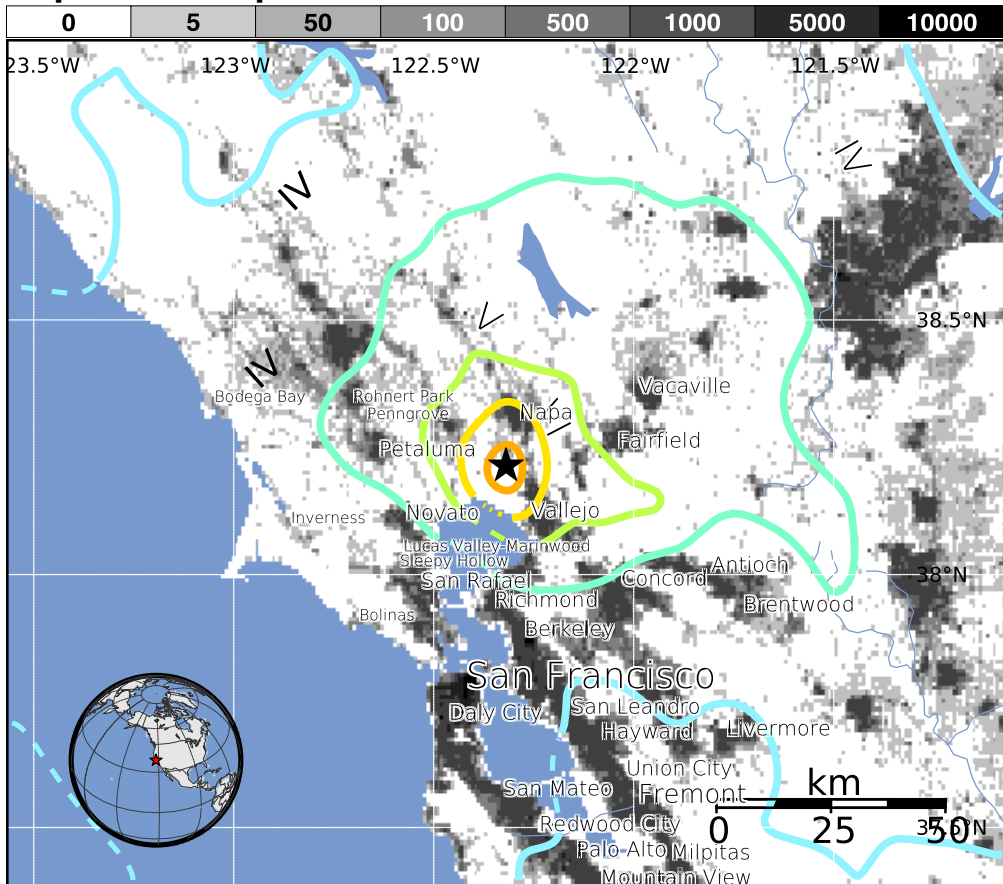 0 5 50 100 500 1000 5000 10000
23.5°W 123°W 122.5°W 122°W 121.5°W
IV
IV
V
38.5°N
IV
Vacaville
Bodega Bay
Rohnert Park
Penngrove
Napa
Fairfield
Petaluma
Novato
Vallejo
Inverness
Lucas Valley-Marinwood
Sleepy Hollow
Antioch
San Rafael
Concord
38°N
Richmond
Brentwood
Bolinas
Berkeley
San Francisco
Daly City
San Leandro
Hayward
Livermore
Union City
km
San Mateo
Fremont
0 25 50
Redwood City
37.5°N
Palo Alto
Milpitas
Mountain View